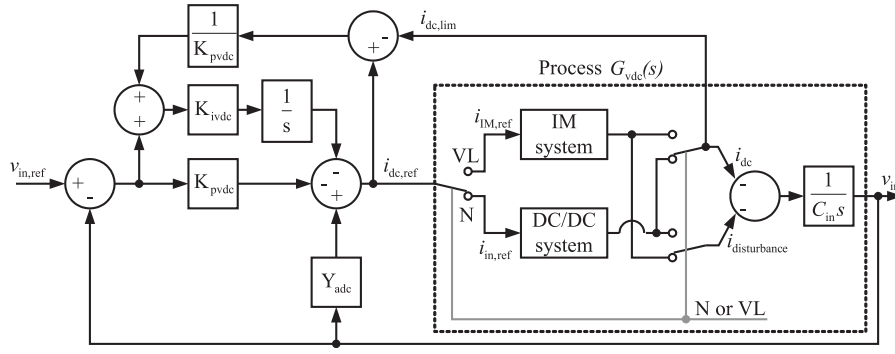 1
K_pvdc
+ -
i_dc,lim
Process G_vdc(s)
+
+
K_ivdc
1
s
i_IM,ref
IM
system
VL
v_in,ref
+
-
K_pvdc
-
-
+
i_dc,ref
N
i_dc
-
-
1
C_in s
v_in
i_in,ref
DC/DC
system
i_disturbance
Y_adc
N or VL